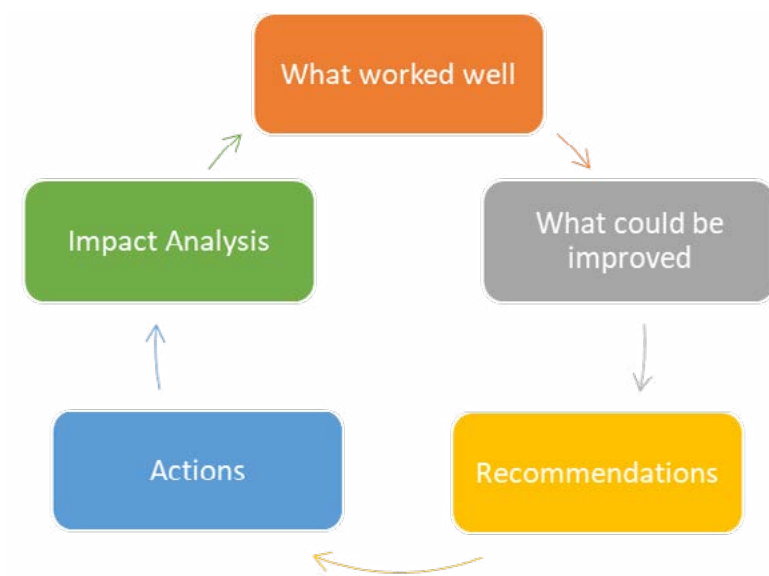 What worked well
Impact Analysis
What could be
improved
Actions
Recommendations